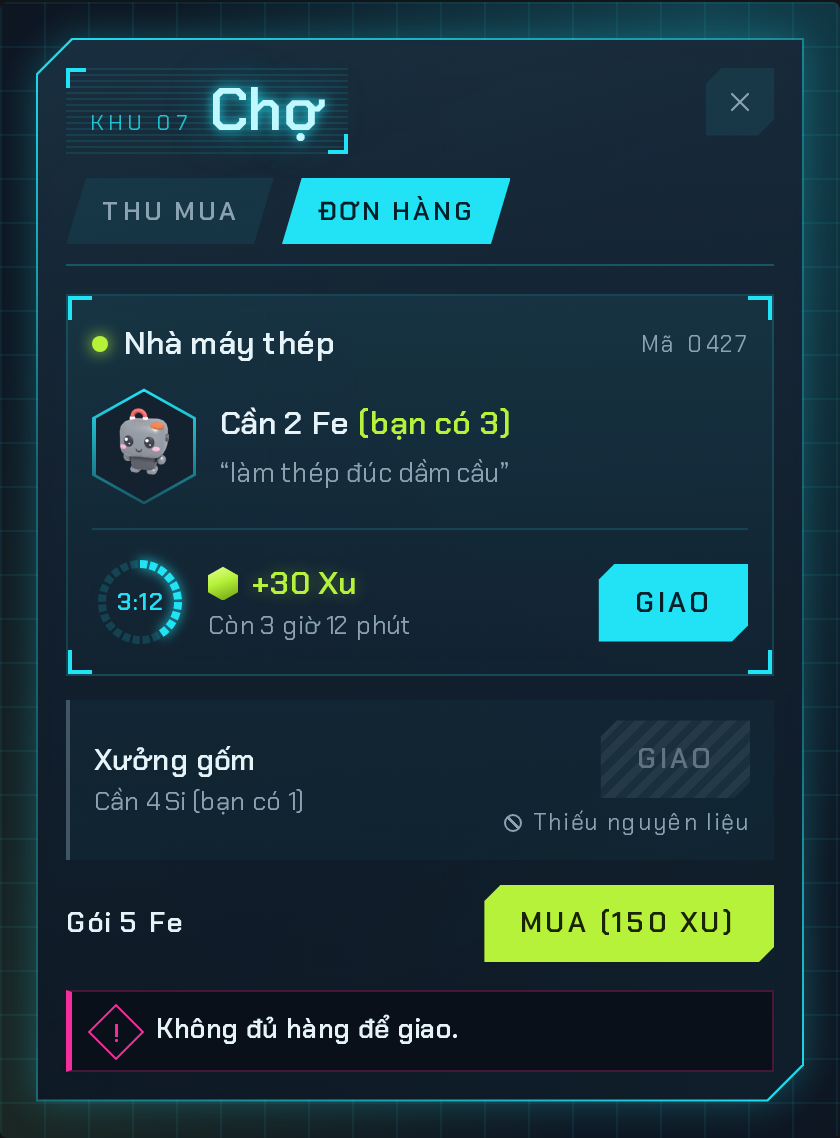 KHU 07 Chợ
THU MUA
ĐƠN HÀNG
Nhà máy thép
Mã 0427
Cần 2 Fe (bạn có 3)
“làm thép đúc dầm cầu”
3:12
+30 Xu
Còn 3 giờ 12 phút
GIAO
Xưởng gốm
Cần 4 Si (bạn có 1)
GIAO
Thiếu nguyên liệu
Gói 5 Fe
MUA (150 XU)
!
Không đủ hàng để giao.